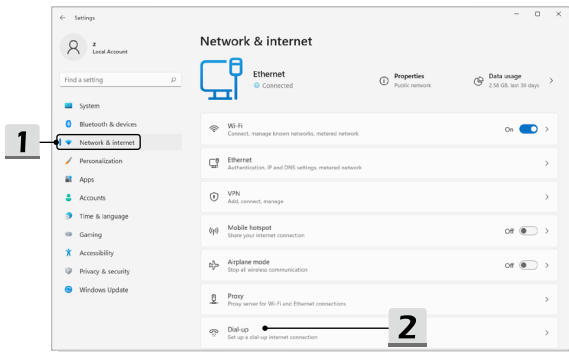 Settings
z
Local Account
Find a setting
System
Bluetooth & devices
1
Network & internet
Personalization
Apps
Accounts
Time & language
Gaming
Accessibility
Privacy & security
Windows Update
Network & internet
Ethernet
Connected
Properties
Public network
Data usage
2.56 GB, last 30 days
Wi-Fi
Connect, manage known networks, metered network
On
Ethernet
Authentication, IP and DNS settings, metered network
VPN
Add, connect, manage
Mobile hotspot
Share your internet connection
Off
Airplane mode
Stop all wireless communication
Off
Proxy
Proxy server for Wi-Fi and Ethernet connections
Dial-up
Set up a dial-up internet connection
2